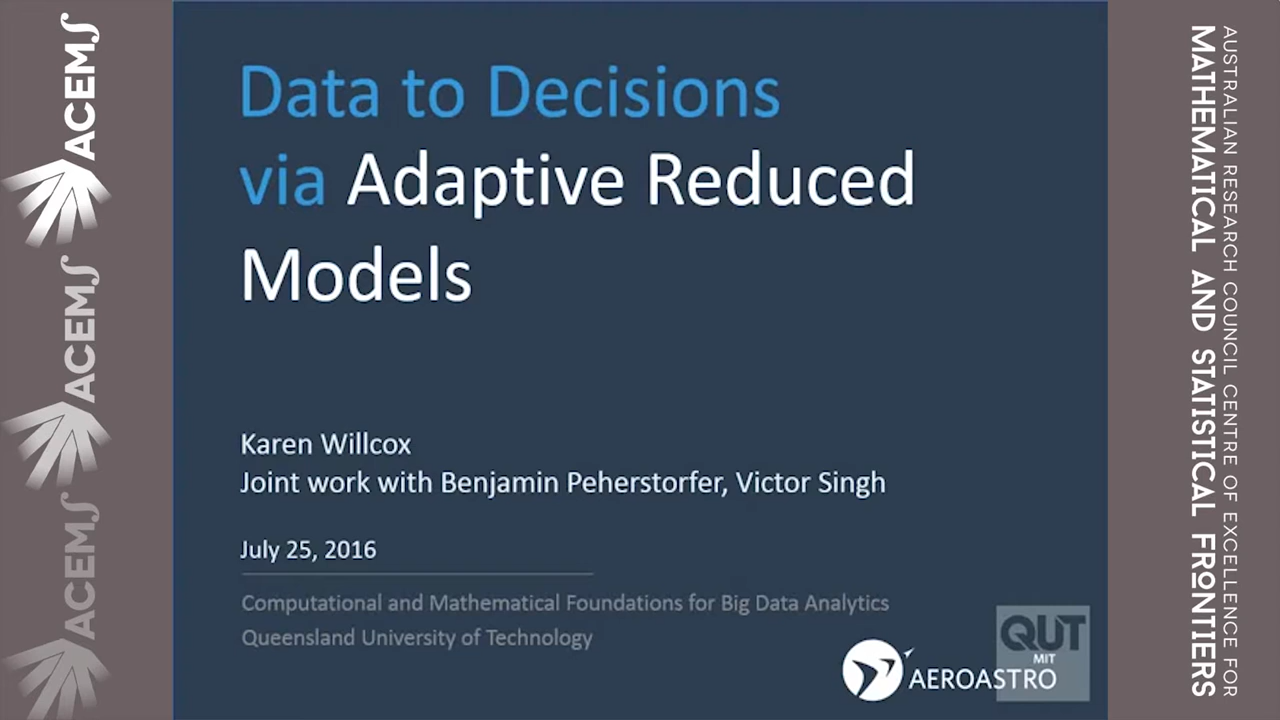 ACEMS
ACEMS
ACEMS
Data to Decisions
via Adaptive Reduced
Models
Karen Willcox
Joint work with Benjamin Peherstorfer, Victor Singh
July 25, 2016
Computational and Mathematical Foundations for Big Data Analytics
Queensland University of Technology
QUT
MIT
AEROASTRO
AUSTRALIAN RESEARCH COUNCIL CENTRE OF EXCELLENCE FOR
MATHEMATICAL AND STATISTICAL FRONTIERS